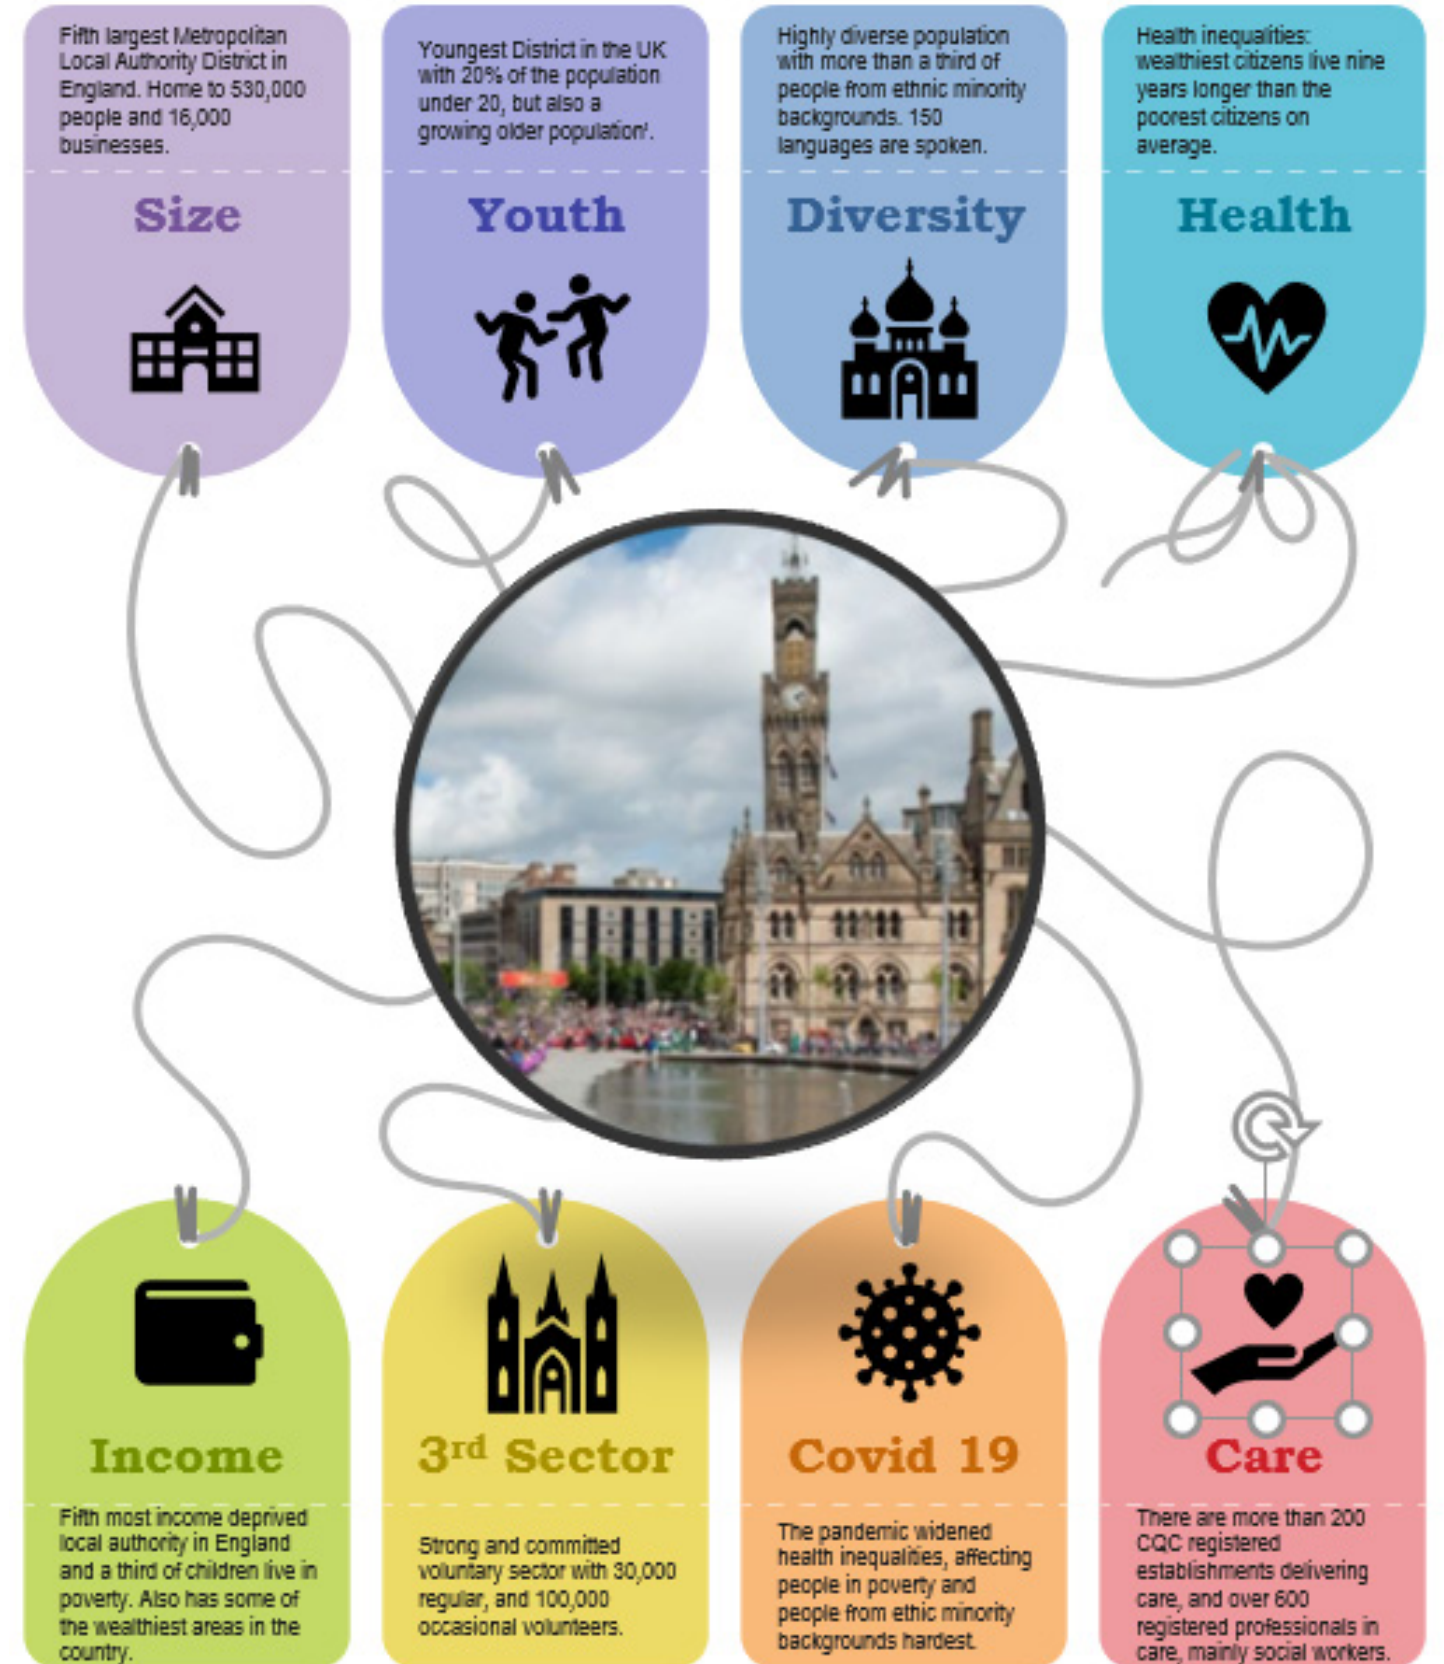 Fifth largest Metropolitan
Local Authority District in
England. Home to 530,000
people and 16,000
businesses.
Size
Youngest District in the UK
with 20% of the population
under 20, but also a
growing older population¹.
Youth
Highly diverse population
with more than a third of
people from ethnic minority
backgrounds. 150
languages are spoken.
Diversity
Health inequalities:
wealthiest citizens live nine
years longer than the
poorest citizens on
average.
Health
Income
Fifth most income deprived
local authority in England
and a third of children live in
poverty. Also has some of
the wealthiest areas in the
country.
3rd Sector
Strong and committed
voluntary sector with 30,000
regular, and 100,000
occasional volunteers.
Covid 19
The pandemic widened
health inequalities, affecting
people in poverty and
people from ethic minority
backgrounds hardest.
Care
There are more than 200
CQC registered
establishments delivering
care, and over 600
registered professionals in
care, mainly social workers.